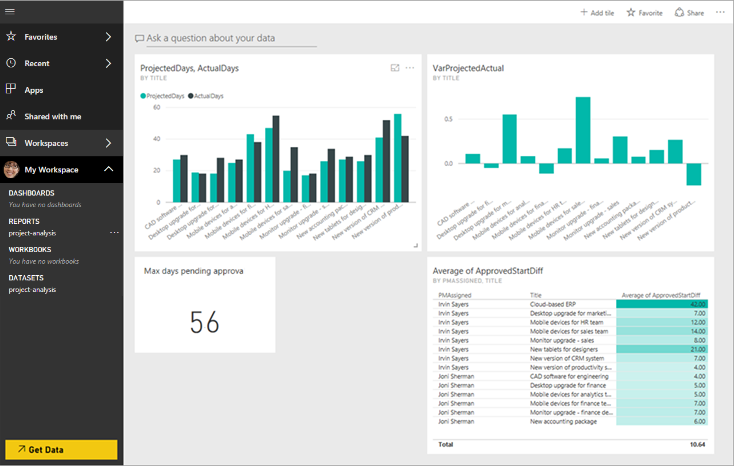 Add tile
Favorite
Share
Favorites
Recent
Apps
Shared with me
Workspaces
My Workspace
DASHBOARDS
You have no dashboards
REPORTS
project-analysis
WORKBOOKS
You have no workbooks
DATASETS
project-analysis
Get Data
Ask a question about your data
ProjectedDays, ActualDays
BY TITLE
ProjectedDays ActualDays
60
40
20
0
CAD software ...
Desktop upgrade for fi...
Desktop upgrade for...
Mobile devices for a...
Mobile devices for fi...
Mobile devices for H...
Mobile devices for sa...
Monitor upgrade - fi...
Monitor upgrade - s...
New accounting pac...
New tablets for desig...
New version of CRM ...
New version of prod...
VarProjectedActual
BY TITLE
0.5
0.0
CAD software ...
Desktop upgrade for fi...
Desktop upgrade for m...
Mobile devices for anal...
Mobile devices for fina...
Mobile devices for HR t...
Mobile devices for sale...
Monitor upgrade - fina...
Monitor upgrade - sales
New accounting packa...
New tablets for design...
New version of CRM sy...
New version of product...
Max days pending approva
56
Average of ApprovedStartDiff
BY PMASSIGNED, TITLE
PMAssigned Title Average of ApprovedStartDiff
Irvin Sayers Cloud-based ERP 42.00
Irvin Sayers Desktop upgrade for marketi... 7.00
Irvin Sayers Mobile devices for HR team 12.00
Irvin Sayers Mobile devices for sales team 14.00
Irvin Sayers Monitor upgrade - sales 8.00
Irvin Sayers New tablets for designers 21.00
Irvin Sayers New version of CRM system 7.00
Irvin Sayers New version of productivity s... 4.00
Joni Sherman CAD software for engineering 4.00
Joni Sherman Desktop upgrade for finance 5.00
Joni Sherman Mobile devices for analytics t... 5.00
Joni Sherman Mobile devices for finance te... 7.00
Joni Sherman Monitor upgrade - finance de... 7.00
Joni Sherman New accounting package 6.00
Total 10.64